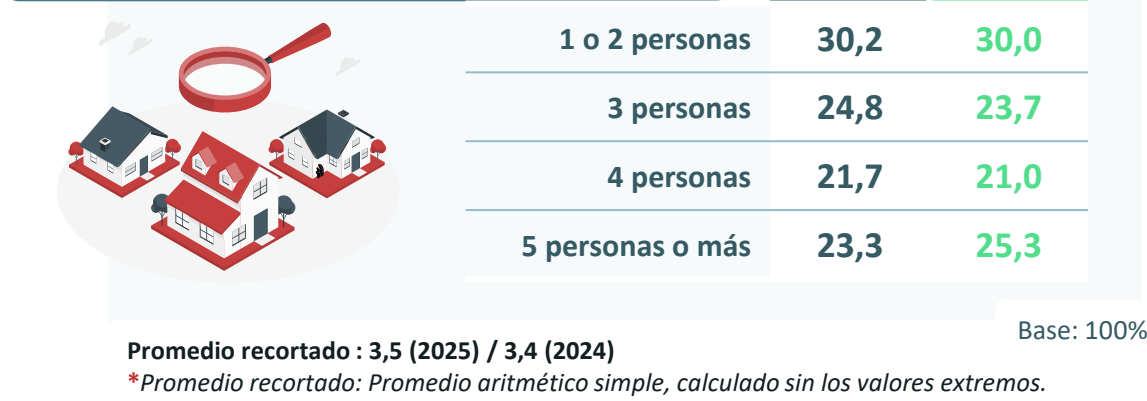 1 o 2 personas 30,2 30,0
3 personas 24,8 23,7
4 personas 21,7 21,0
5 personas o más 23,3 25,3
Base: 100%
Promedio recortado : 3,5 (2025) / 3,4 (2024)
*Promedio recortado: Promedio aritmético simple, calculado sin los valores extremos.